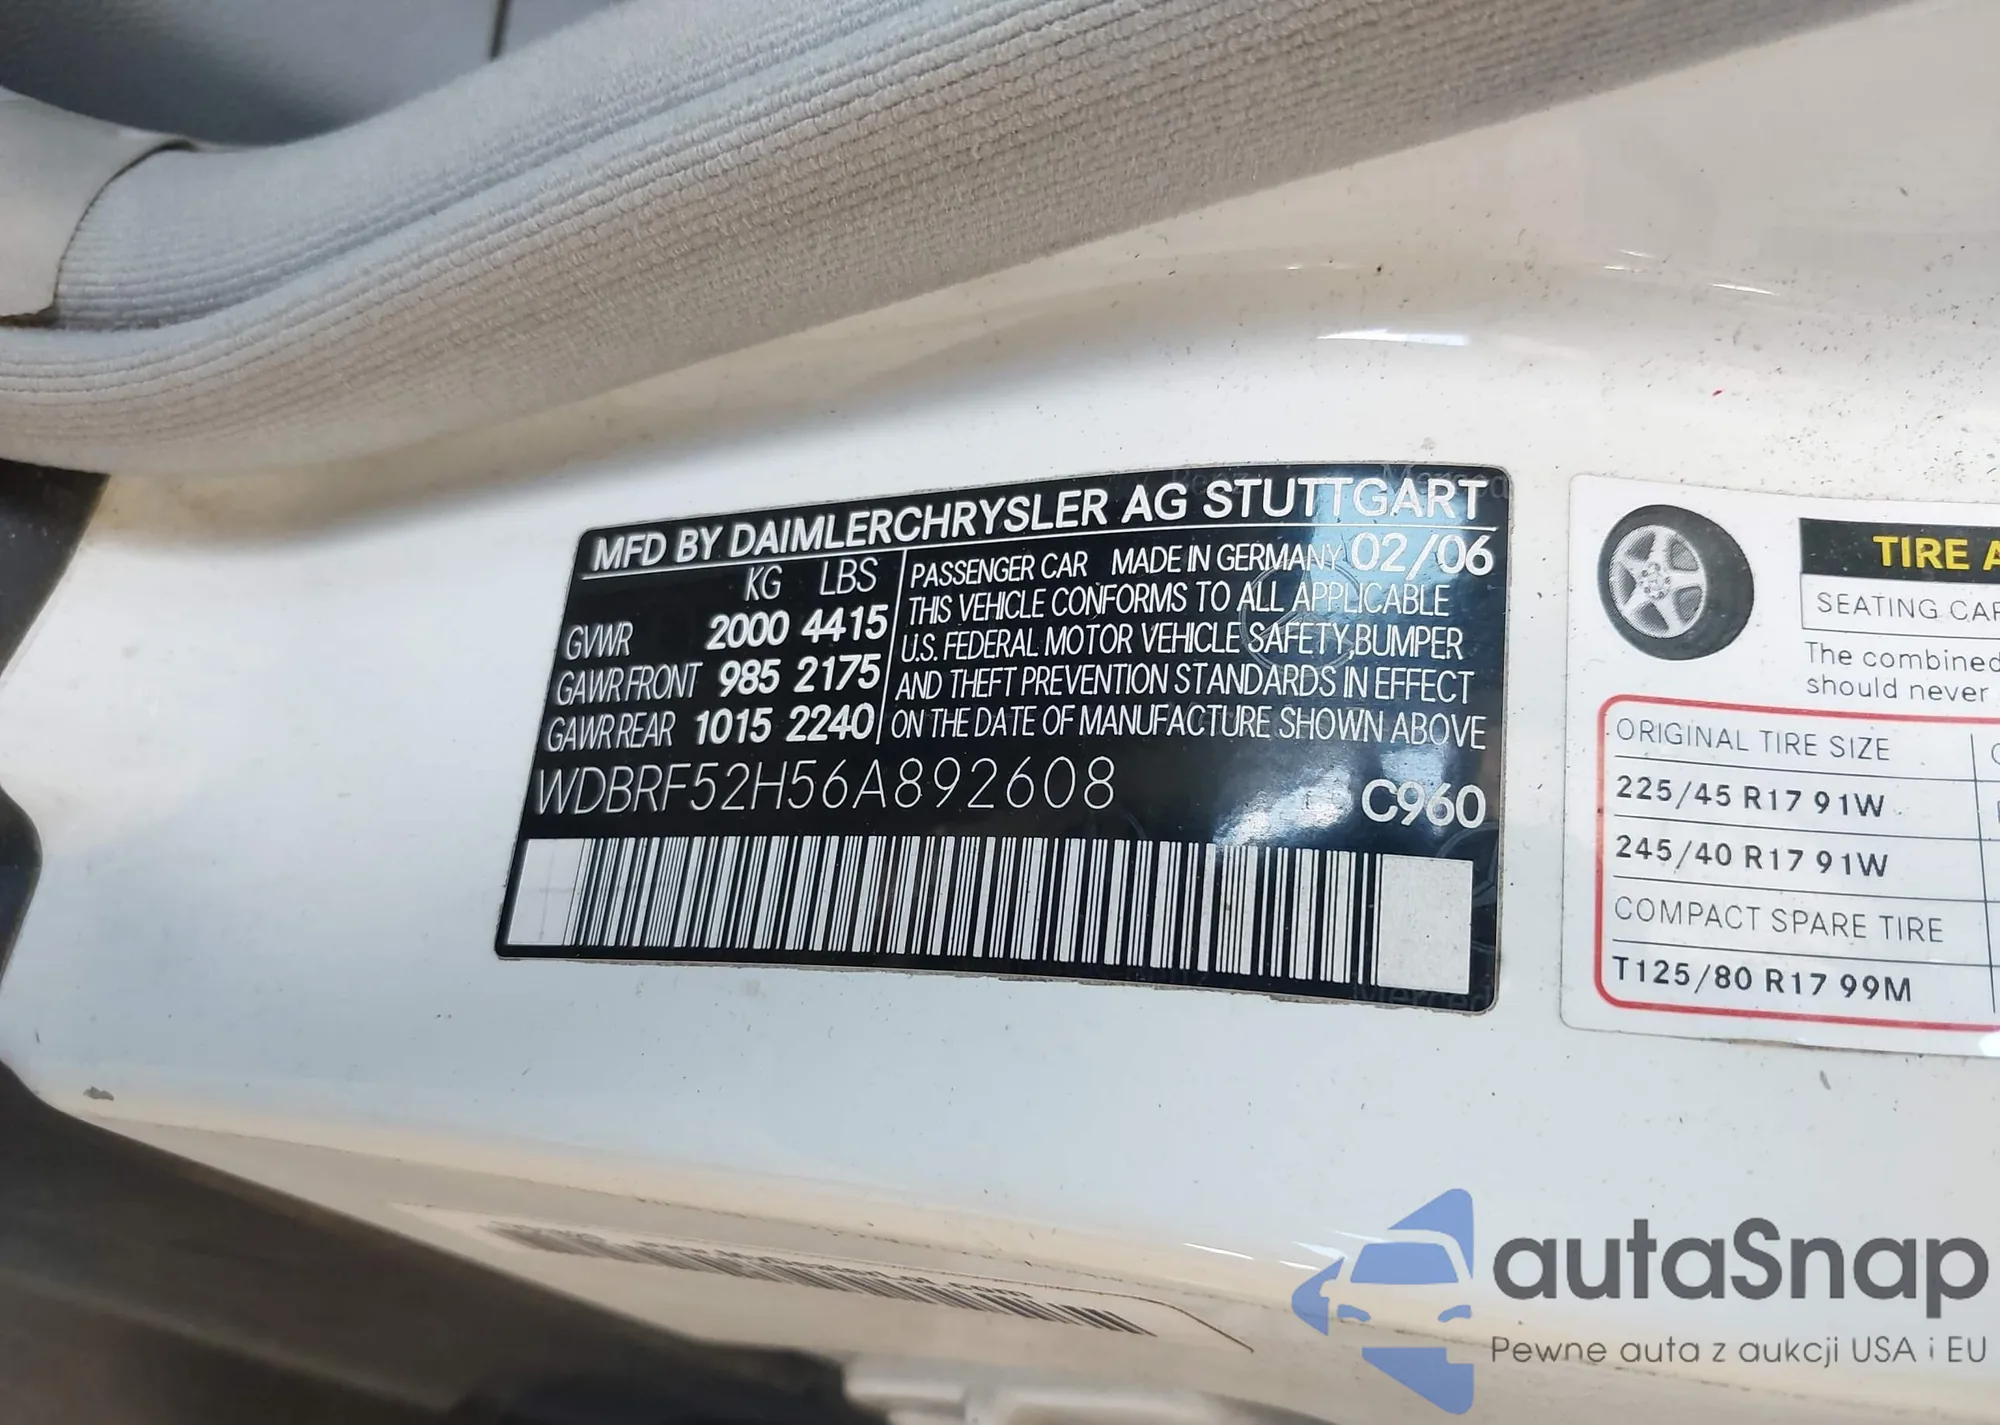 MFD BY DAIMLERCHRYSLER AG STUTTGART
KG LBS
GVWR 2000 4415
GAWR FRONT 985 2175
GAWR REAR 1015 2240
PASSENGER CAR MADE IN GERMANY 02/06
THIS VEHICLE CONFORMS TO ALL APPLICABLE
U.S. FEDERAL MOTOR VEHICLE SAFETY,BUMPER
AND THEFT PREVENTION STANDARDS IN EFFECT
ON THE DATE OF MANUFACTURE SHOWN ABOVE
WDBRF52H56A892608
C960
TIRE A
SEATING CAP
The combined
should never
ORIGINAL TIRE SIZE
225/45 R17 91W
245/40 R17 91W
COMPACT SPARE TIRE
T125/80 R17 99M
autaSnap
Pewne auta z aukcji USA i EU